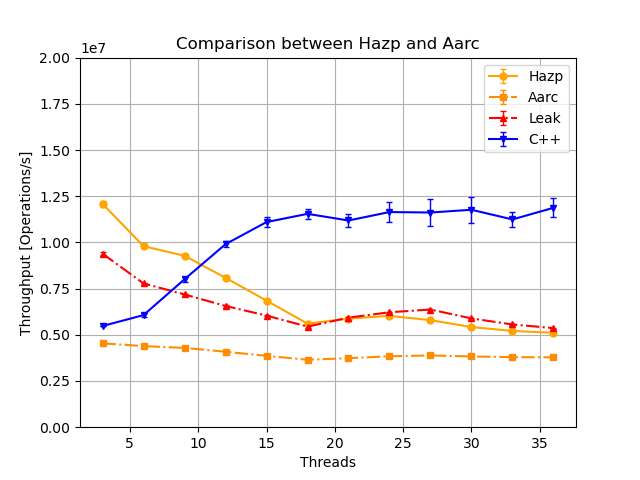 Comparison between Hazp and Aarc
1e7
2.00
1.75
1.50
1.25
1.00
0.75
0.50
0.25
0.00
Throughput [Operations/s]
Hazp
Aarc
Leak
C++
5 10 15 20 25 30 35
Threads